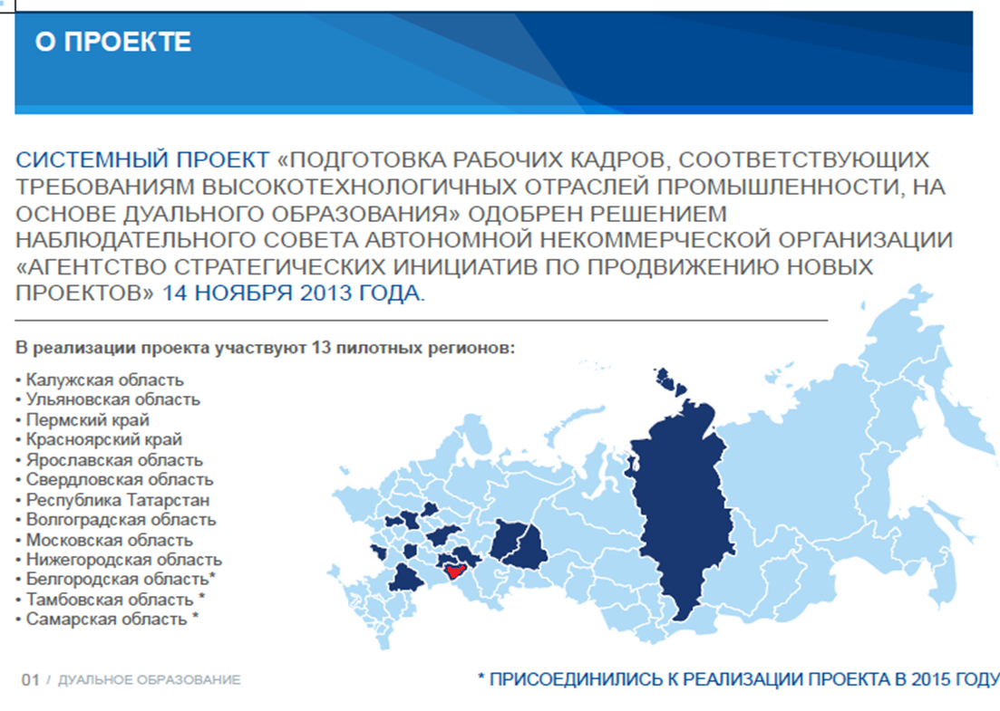 О ПРОЕКТЕ
СИСТЕМНЫЙ ПРОЕКТ «ПОДГОТОВКА РАБОЧИХ КАДРОВ, СООТВЕТСТВУЮЩИХ
ТРЕБОВАНИЯМ ВЫСОКОТЕХНОЛОГИЧНЫХ ОТРАСЛЕЙ ПРОМЫШЛЕННОСТИ, НА
ОСНОВЕ ДУАЛЬНОГО ОБРАЗОВАНИЯ» ОДОБРЕН РЕШЕНИЕМ
НАБЛЮДАТЕЛЬНОГО СОВЕТА АВТОНОМНОЙ НЕКОММЕРЧЕСКОЙ ОРГАНИЗАЦИИ
«АГЕНТСТВО СТРАТЕГИЧЕСКИХ ИНИЦИАТИВ ПО ПРОДВИЖЕНИЮ НОВЫХ
ПРОЕКТОВ» 14 НОЯБРЯ 2013 ГОДА.
В реализации проекта участвуют 13 пилотных регионов:
• Калужская область
• Ульяновская область
• Пермский край
• Красноярский край
• Ярославская область
• Свердловская область
• Республика Татарстан
• Волгоградская область
• Московская область
• Нижегородская область
• Белгородская область*
• Тамбовская область *
• Самарская область *
01 / ДУАЛЬНОЕ ОБРАЗОВАНИЕ
* ПРИСОЕДИНИЛИСЬ К РЕАЛИЗАЦИИ ПРОЕКТА В 2015 ГОДУ